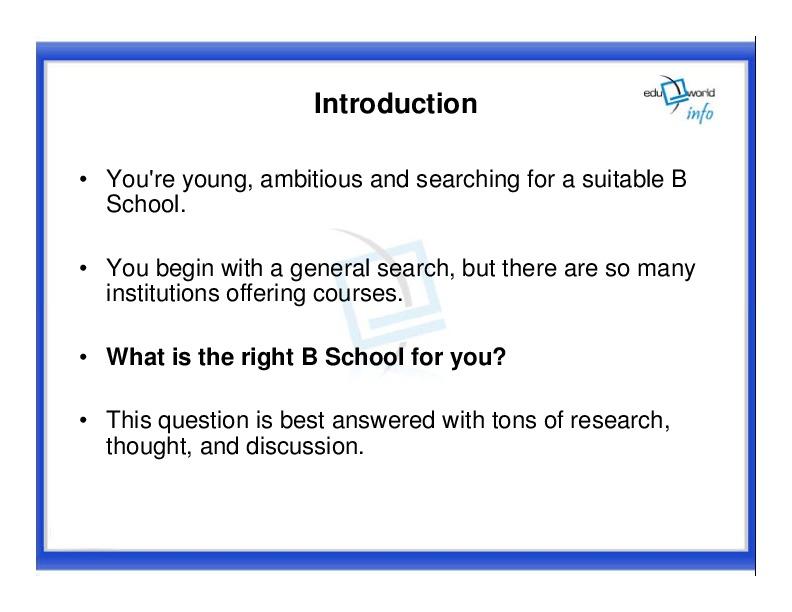 Introduction
edu world
info
• You're young, ambitious and searching for a suitable B
School.
• You begin with a general search, but there are so many
institutions offering courses.
• What is the right B School for you?
• This question is best answered with tons of research,
thought, and discussion.